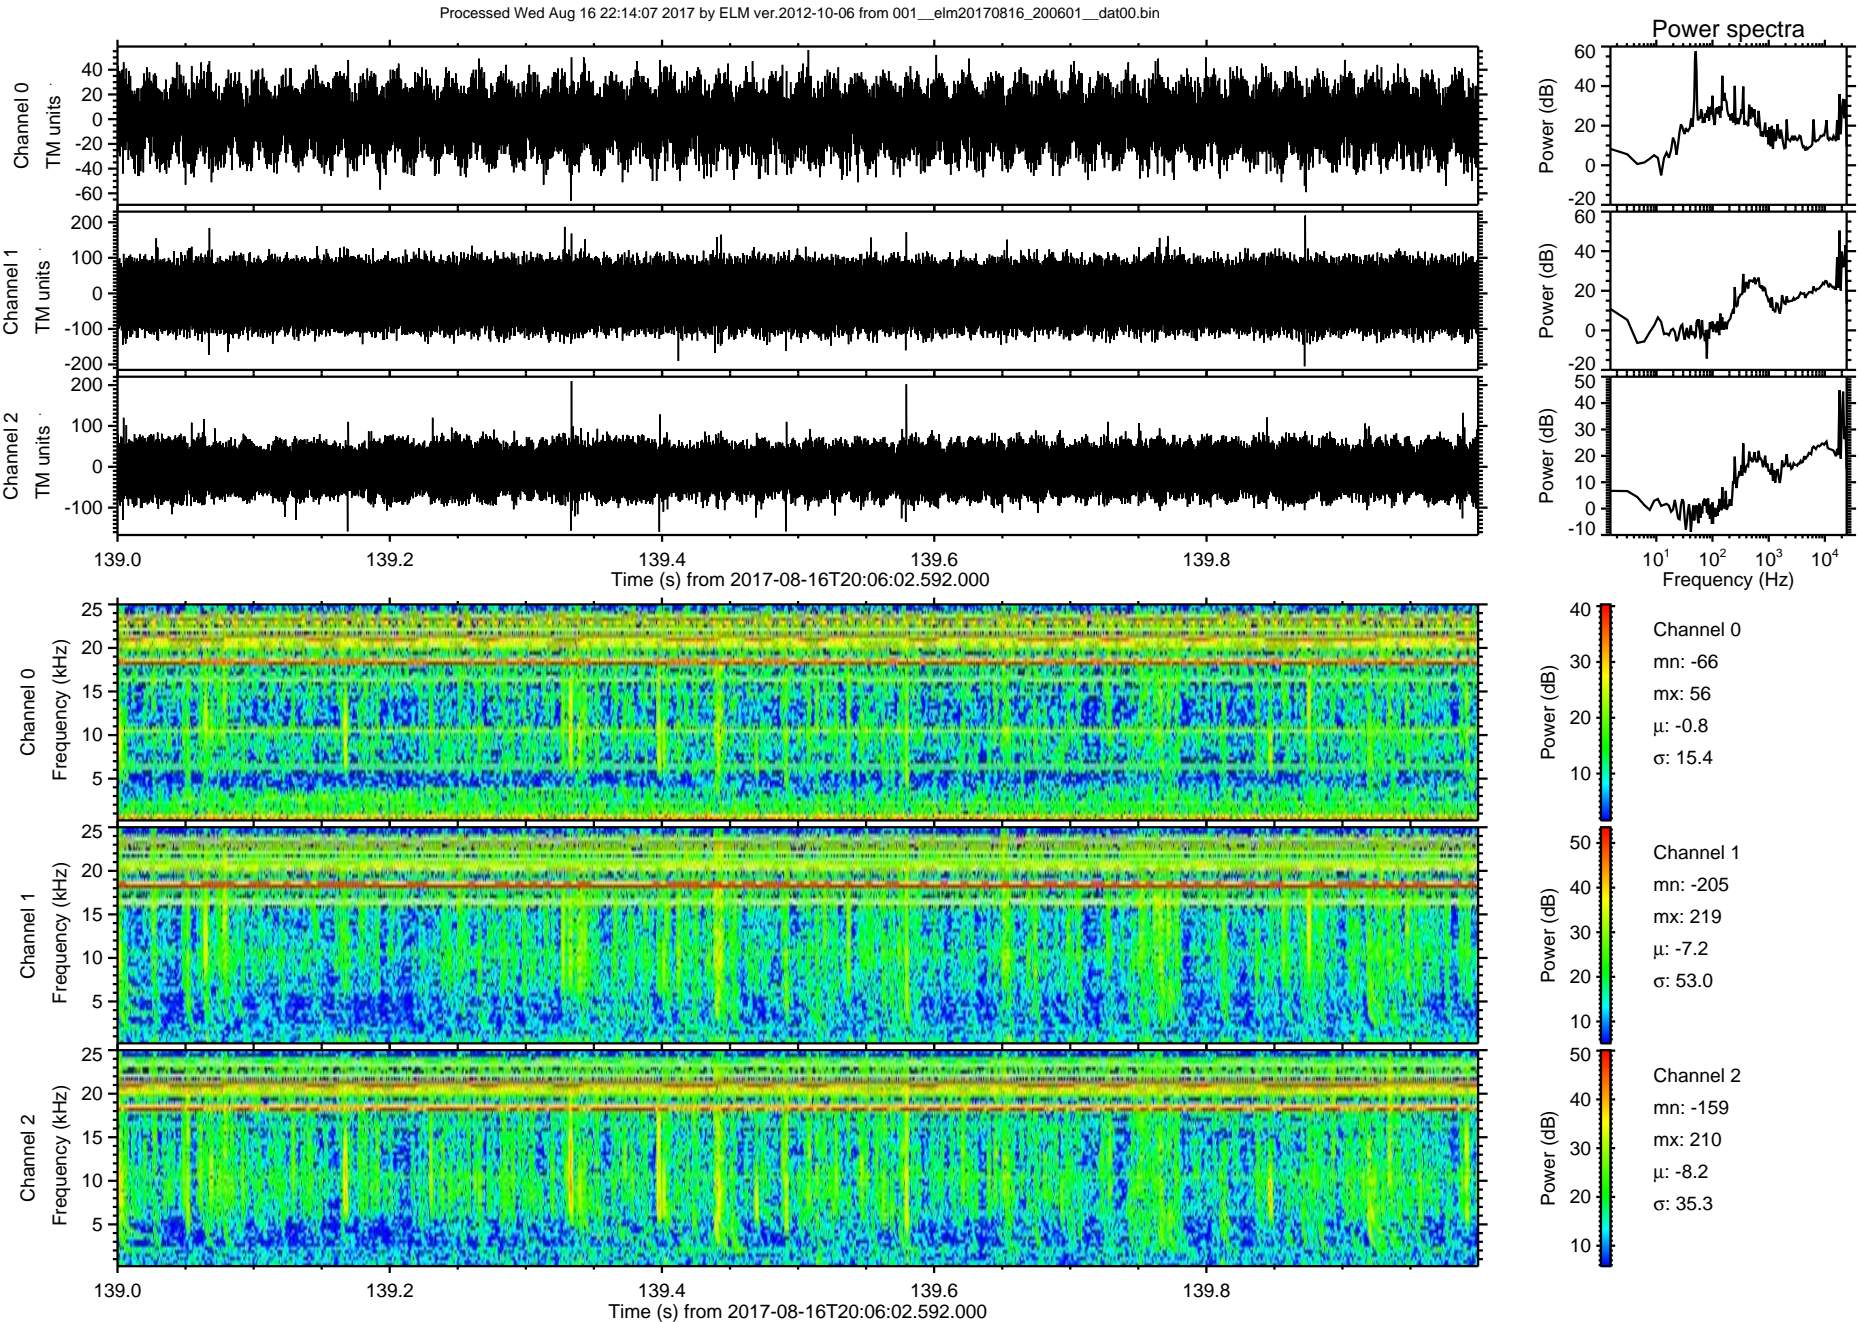 Processed Wed Aug 16 22:14:07 2017 by ELM ver.2012-10-06 from 001__elm20170816_200601__dat00.bin
Power spectra
Channel 0
TM units
40
20
0
-20
-40
-60
Power (dB)
60
40
20
0
-20
Channel 1
TM units
200
100
0
-100
-200
Power (dB)
60
40
20
0
-20
Channel 2
TM units
200
100
0
-100
Power (dB)
50
40
30
20
10
0
-10
139.0 139.2 139.4 139.6 139.8
Time (s) from 2017-08-16T20:06:02.592.000
10¹ 10² 10³ 10⁴
Frequency (Hz)
Channel 0
Frequency (kHz)
25
20
15
10
5
Power (dB)
40
30
20
10
Channel 0
mn: -66
mx: 56
μ: -0.8
σ: 15.4
Channel 1
Frequency (kHz)
25
20
15
10
5
Power (dB)
50
40
30
20
10
Channel 1
mn: -205
mx: 219
μ: -7.2
σ: 53.0
Channel 2
Frequency (kHz)
25
20
15
10
5
Power (dB)
50
40
30
20
10
Channel 2
mn: -159
mx: 210
μ: -8.2
σ: 35.3
139.0 139.2 139.4 139.6 139.8
Time (s) from 2017-08-16T20:06:02.592.000